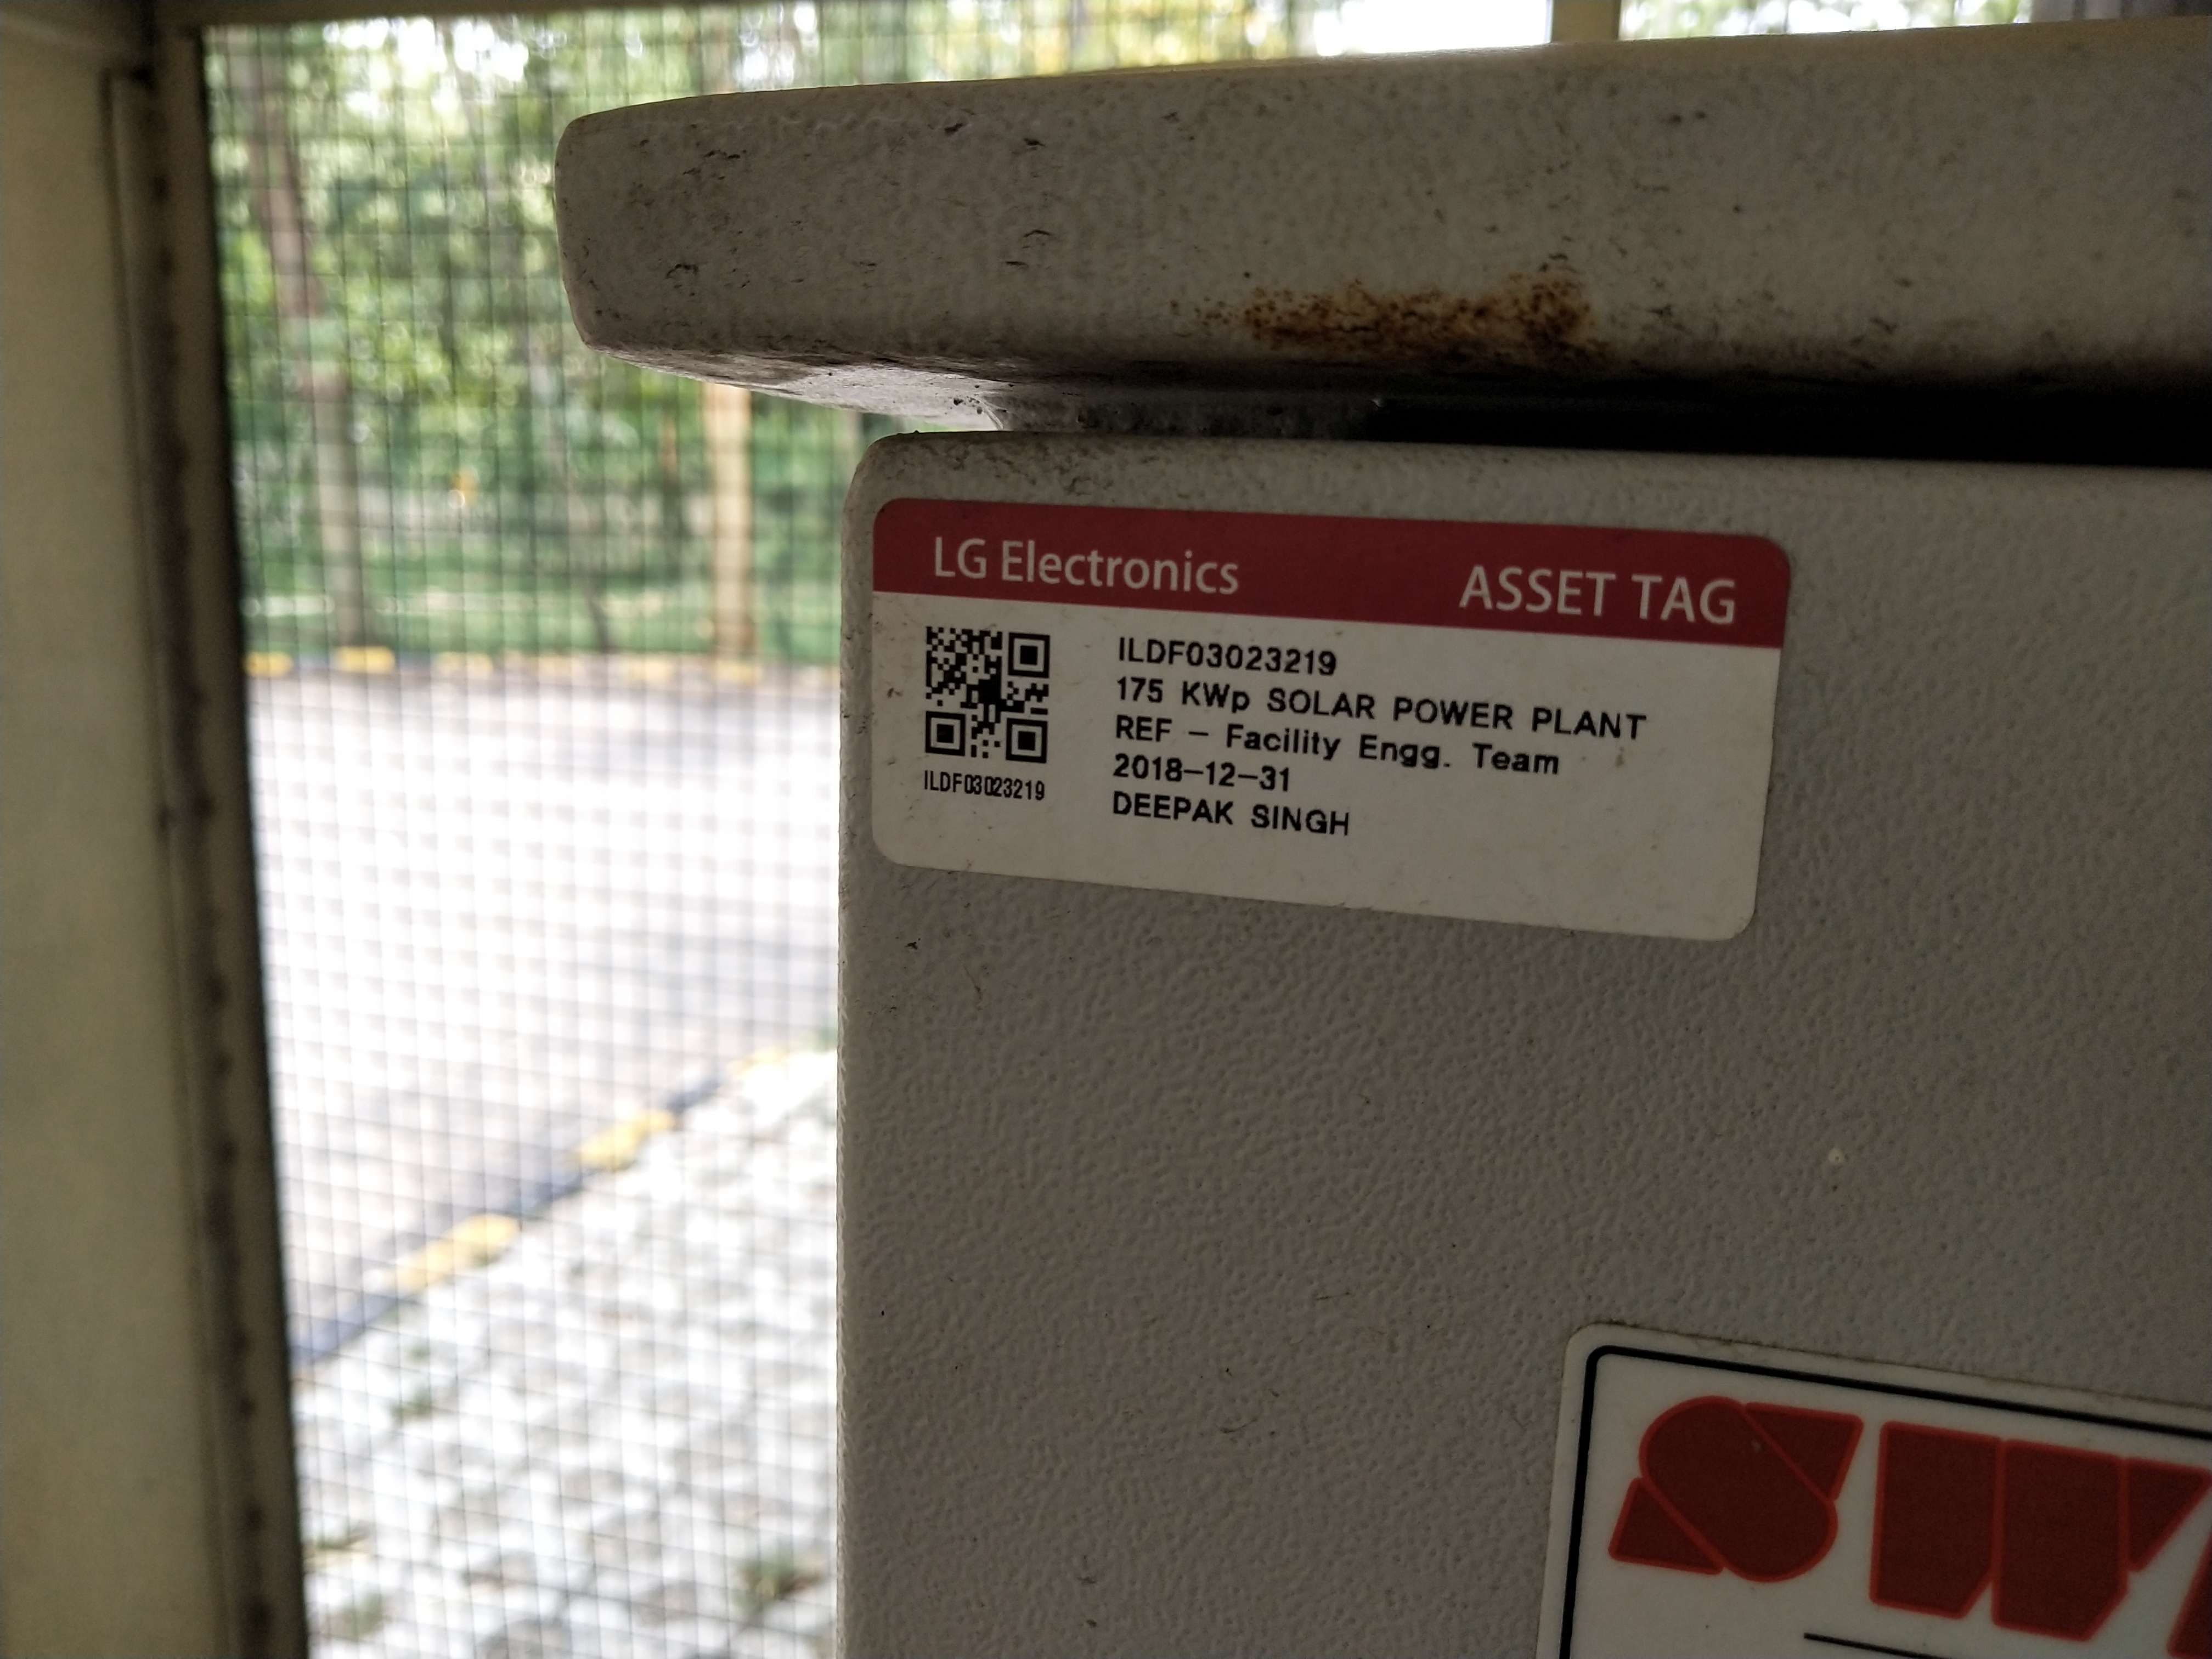 LG Electronics ASSET TAG
ILDF03023219
175 KWp SOLAR POWER PLANT
REF - Facility Engg. Team
2018-12-31
DEEPAK SINGH
ILDF03023219